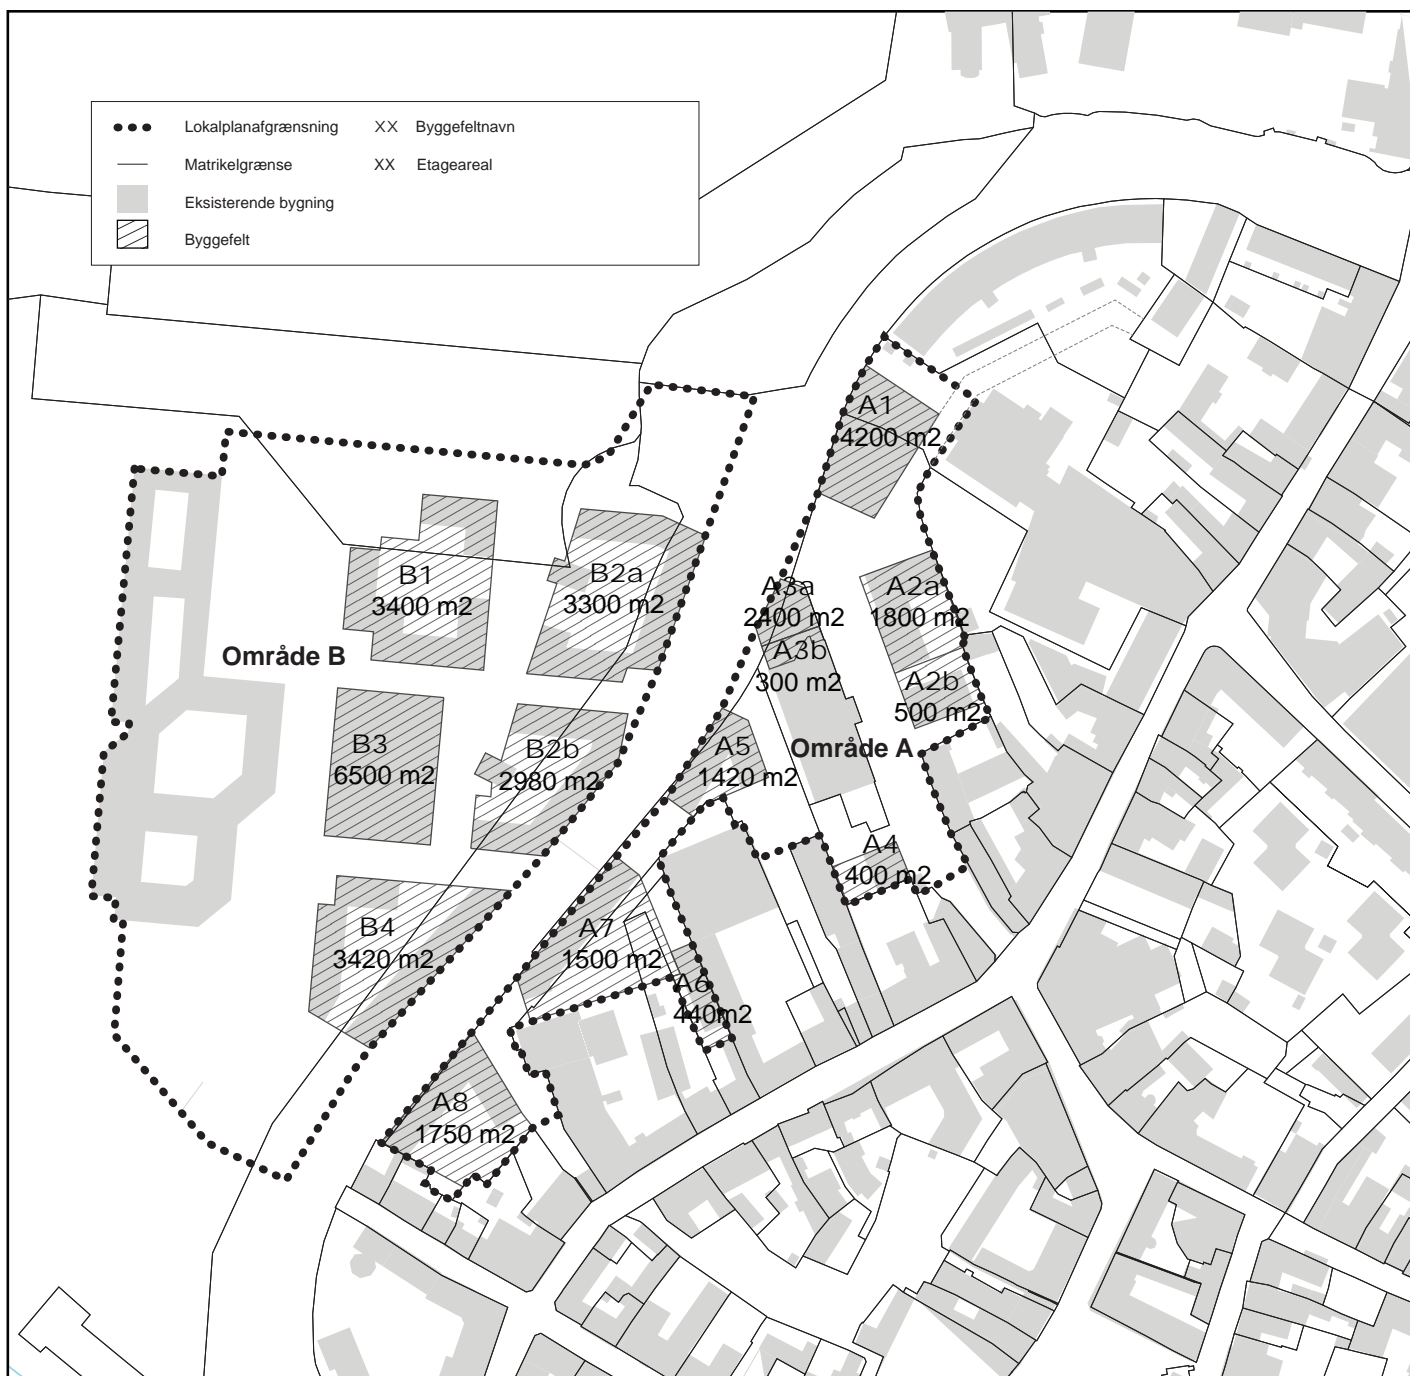 Lokalplanafgrænsning XX Byggefeltnavn
Matrikelgrænse XX Etageareal
Eksisterende bygning
Byggefelt
A1
4200 m2
B1
3400 m2
B2a
3300 m2
A3a
2400 m2
A2a
1800 m2
Område B
A3b
300 m2
A2b
500 m2
B3
6500 m2
B2b
2980 m2
A5
1420 m2
Område A
A4
400 m2
B4
3420 m2
A7
1500 m2
A6
440m2
A8
1750 m2